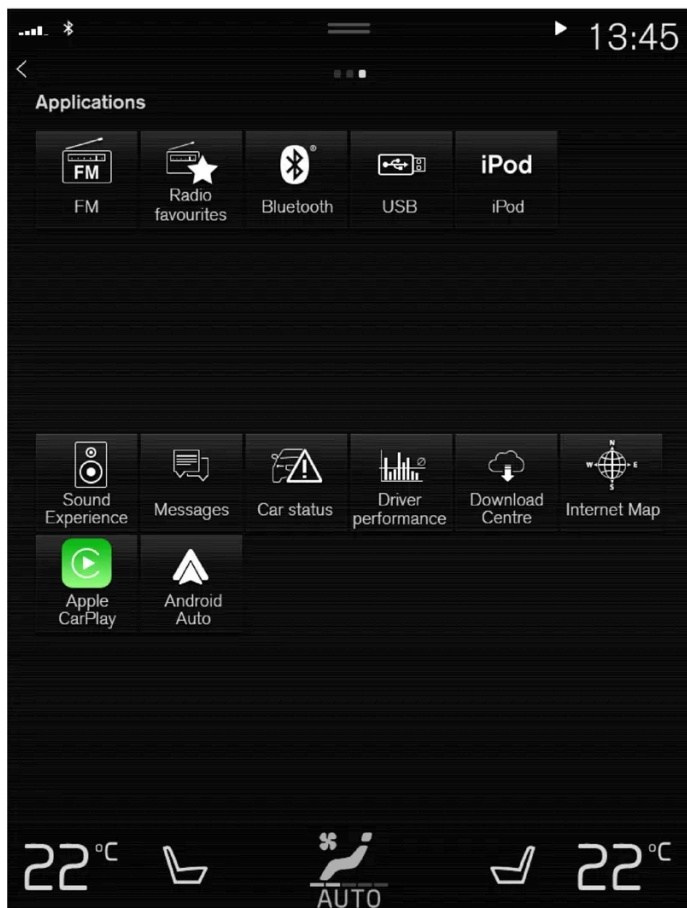 13:45
Applications
FM
FM
Radio
favourites
Bluetooth
USB
iPod
iPod
Sound
Experience
Messages
Car status
Driver
performance
Download
Centre
N
W
E
S
Internet Map
Apple
CarPlay
Android
Auto
22°C
22°C
AUTO